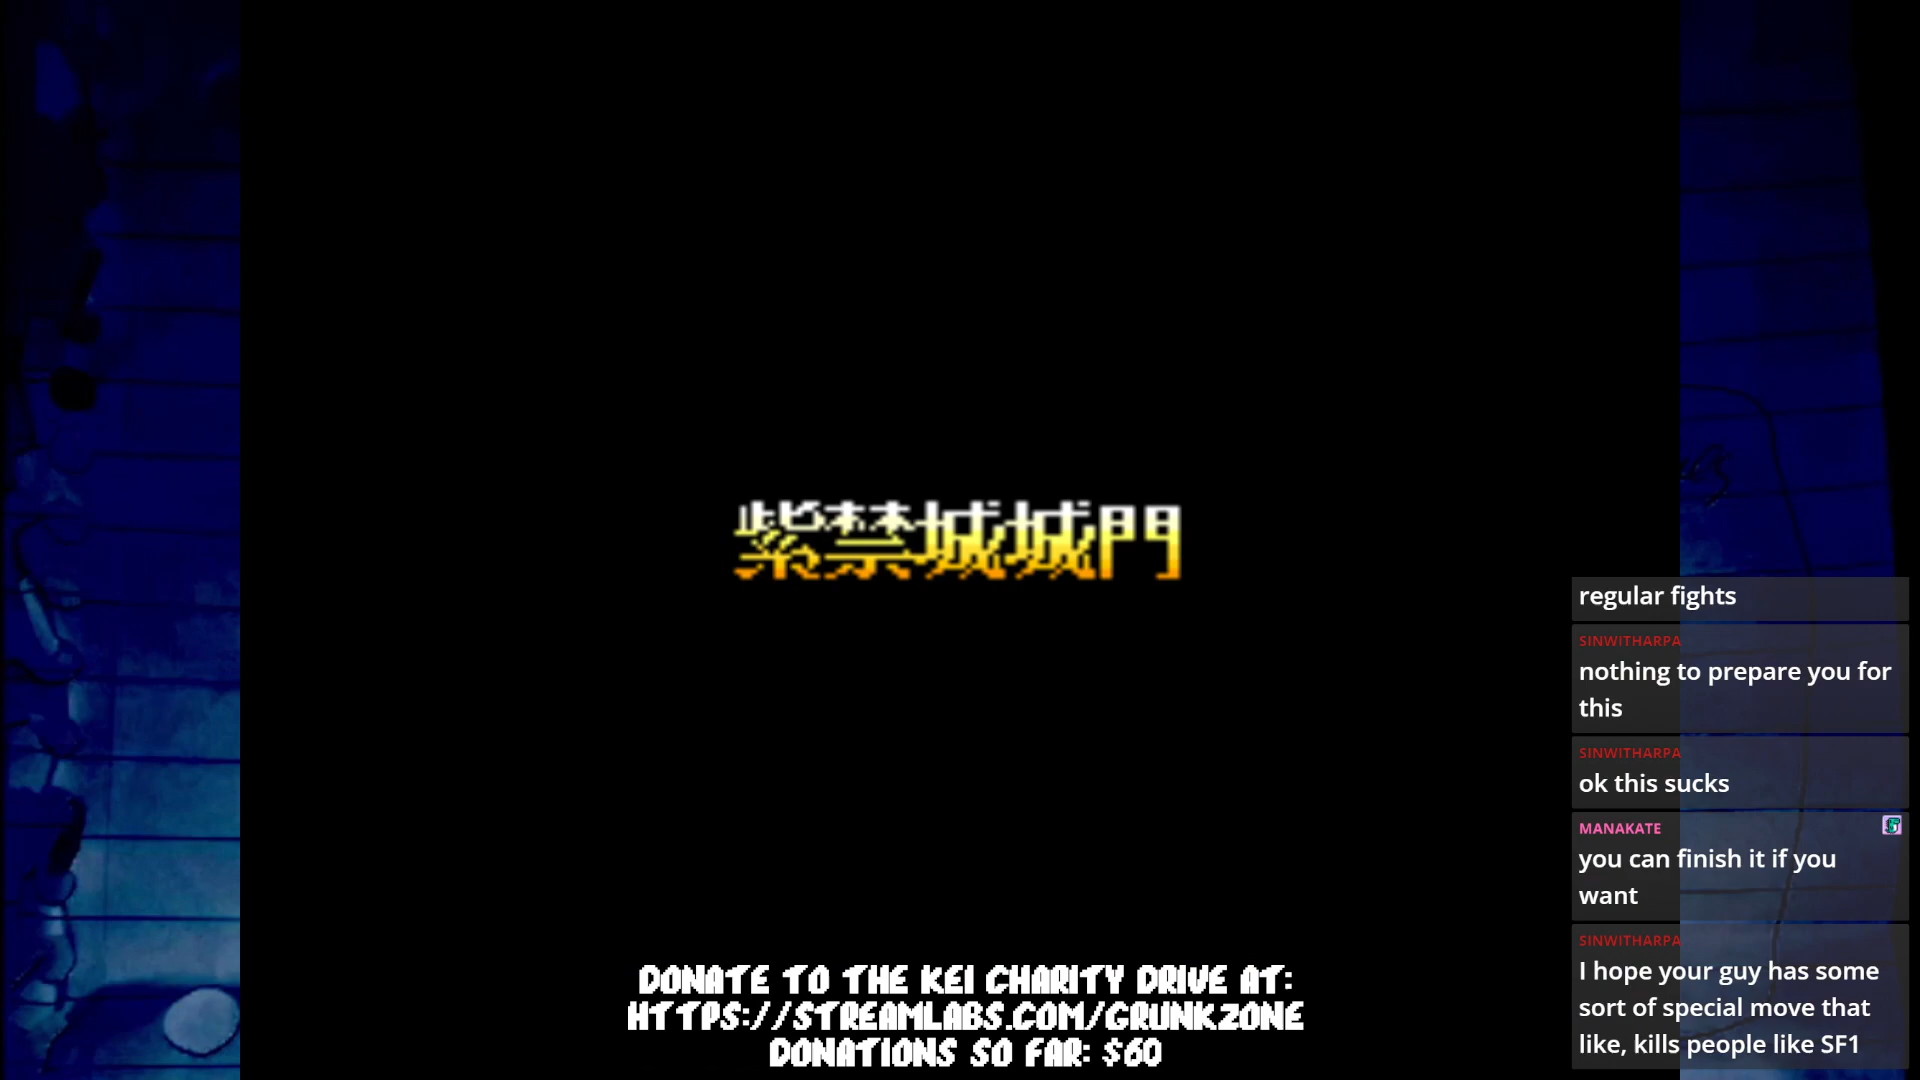 紫禁城城門
regular fights
SINWITHARPA
nothing to prepare you for
this
SINWITHARPA
ok this sucks
MANAKATE
you can finish it if you
want
SINWITHARPA
I hope your guy has some
sort of special move that
like, kills people like SF1
DONATE TO THE KEI CHARITY DRIVE AT:
HTTPS://STREAMLABS.COM/GRUNKZONE
DONATIONS SO FAR: $60